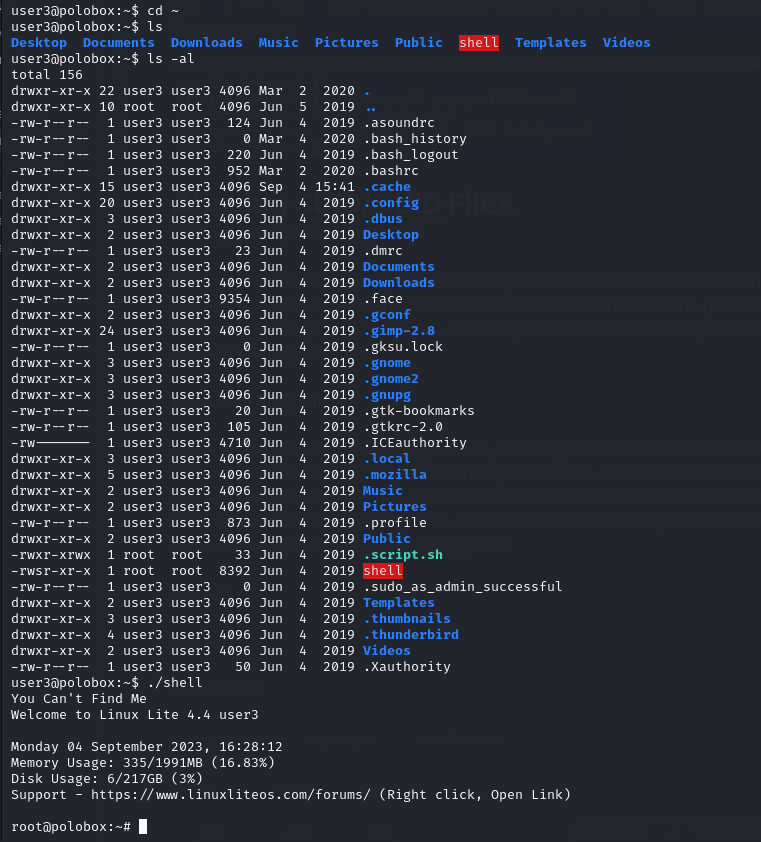 user3@polobox:~$ cd ~
user3@polobox:~$ ls
Desktop  Documents  Downloads  Music  Pictures  Public  shell  Templates  Videos
user3@polobox:~$ ls -al
total 156
drwxr-xr-x 22 user3 user3 4096 Mar  2  2020 .
drwxr-xr-x 10 root  root  4096 Jun  5  2019 ..
-rw-r--r--  1 user3 user3  124 Jun  4  2019 .asoundrc
-rw-r--r--  1 user3 user3    0 Mar  4  2020 .bash_history
-rw-r--r--  1 user3 user3  220 Jun  4  2019 .bash_logout
-rw-r--r--  1 user3 user3  952 Mar  2  2020 .bashrc
drwxr-xr-x 15 user3 user3 4096 Sep  4 15:41 .cache
drwxr-xr-x 20 user3 user3 4096 Jun  4  2019 .config
drwxr-xr-x  3 user3 user3 4096 Jun  4  2019 .dbus
drwxr-xr-x  2 user3 user3 4096 Jun  4  2019 Desktop
-rw-r--r--  1 user3 user3   23 Jun  4  2019 .dmrc
drwxr-xr-x  2 user3 user3 4096 Jun  4  2019 Documents
drwxr-xr-x  2 user3 user3 4096 Jun  4  2019 Downloads
-rw-r--r--  1 user3 user3 9354 Jun  4  2019 .face
drwxr-xr-x  2 user3 user3 4096 Jun  4  2019 .gconf
drwxr-xr-x 24 user3 user3 4096 Jun  4  2019 .gimp-2.8
-rw-r--r--  1 user3 user3    0 Jun  4  2019 .gksu.lock
drwxr-xr-x  3 user3 user3 4096 Jun  4  2019 .gnome
drwxr-xr-x  3 user3 user3 4096 Jun  4  2019 .gnome2
drwxr-xr-x  3 user3 user3 4096 Jun  4  2019 .gnupg
-rw-r--r--  1 user3 user3   20 Jun  4  2019 .gtk-bookmarks
-rw-r--r--  1 user3 user3  105 Jun  4  2019 .gtkrc-2.0
-rw-------  1 user3 user3 4710 Jun  4  2019 .ICEauthority
drwxr-xr-x  3 user3 user3 4096 Jun  4  2019 .local
drwxr-xr-x  5 user3 user3 4096 Jun  4  2019 .mozilla
drwxr-xr-x  2 user3 user3 4096 Jun  4  2019 Music
drwxr-xr-x  2 user3 user3 4096 Jun  4  2019 Pictures
-rw-r--r--  1 user3 user3  873 Jun  4  2019 .profile
drwxr-xr-x  2 user3 user3 4096 Jun  4  2019 Public
-rwxr-xrwx  1 root  root    33 Jun  4  2019 .script.sh
-rwsr-xr-x  1 root  root  8392 Jun  4  2019 shell
-rw-r--r--  1 user3 user3    0 Jun  4  2019 .sudo_as_admin_successful
drwxr-xr-x  2 user3 user3 4096 Jun  4  2019 Templates
drwxr-xr-x  3 user3 user3 4096 Jun  4  2019 .thumbnails
drwxr-xr-x  4 user3 user3 4096 Jun  4  2019 .thunderbird
drwxr-xr-x  2 user3 user3 4096 Jun  4  2019 Videos
-rw-r--r--  1 user3 user3   50 Jun  4  2019 .Xauthority
user3@polobox:~$ ./shell
You Can't Find Me
Welcome to Linux Lite 4.4 user3
Monday 04 September 2023, 16:28:12
Memory Usage: 335/1991MB (16.83%)
Disk Usage: 6/217GB (3%)
Support - https://www.linuxliteos.com/forums/ (Right click, Open Link)
root@polobox:~#